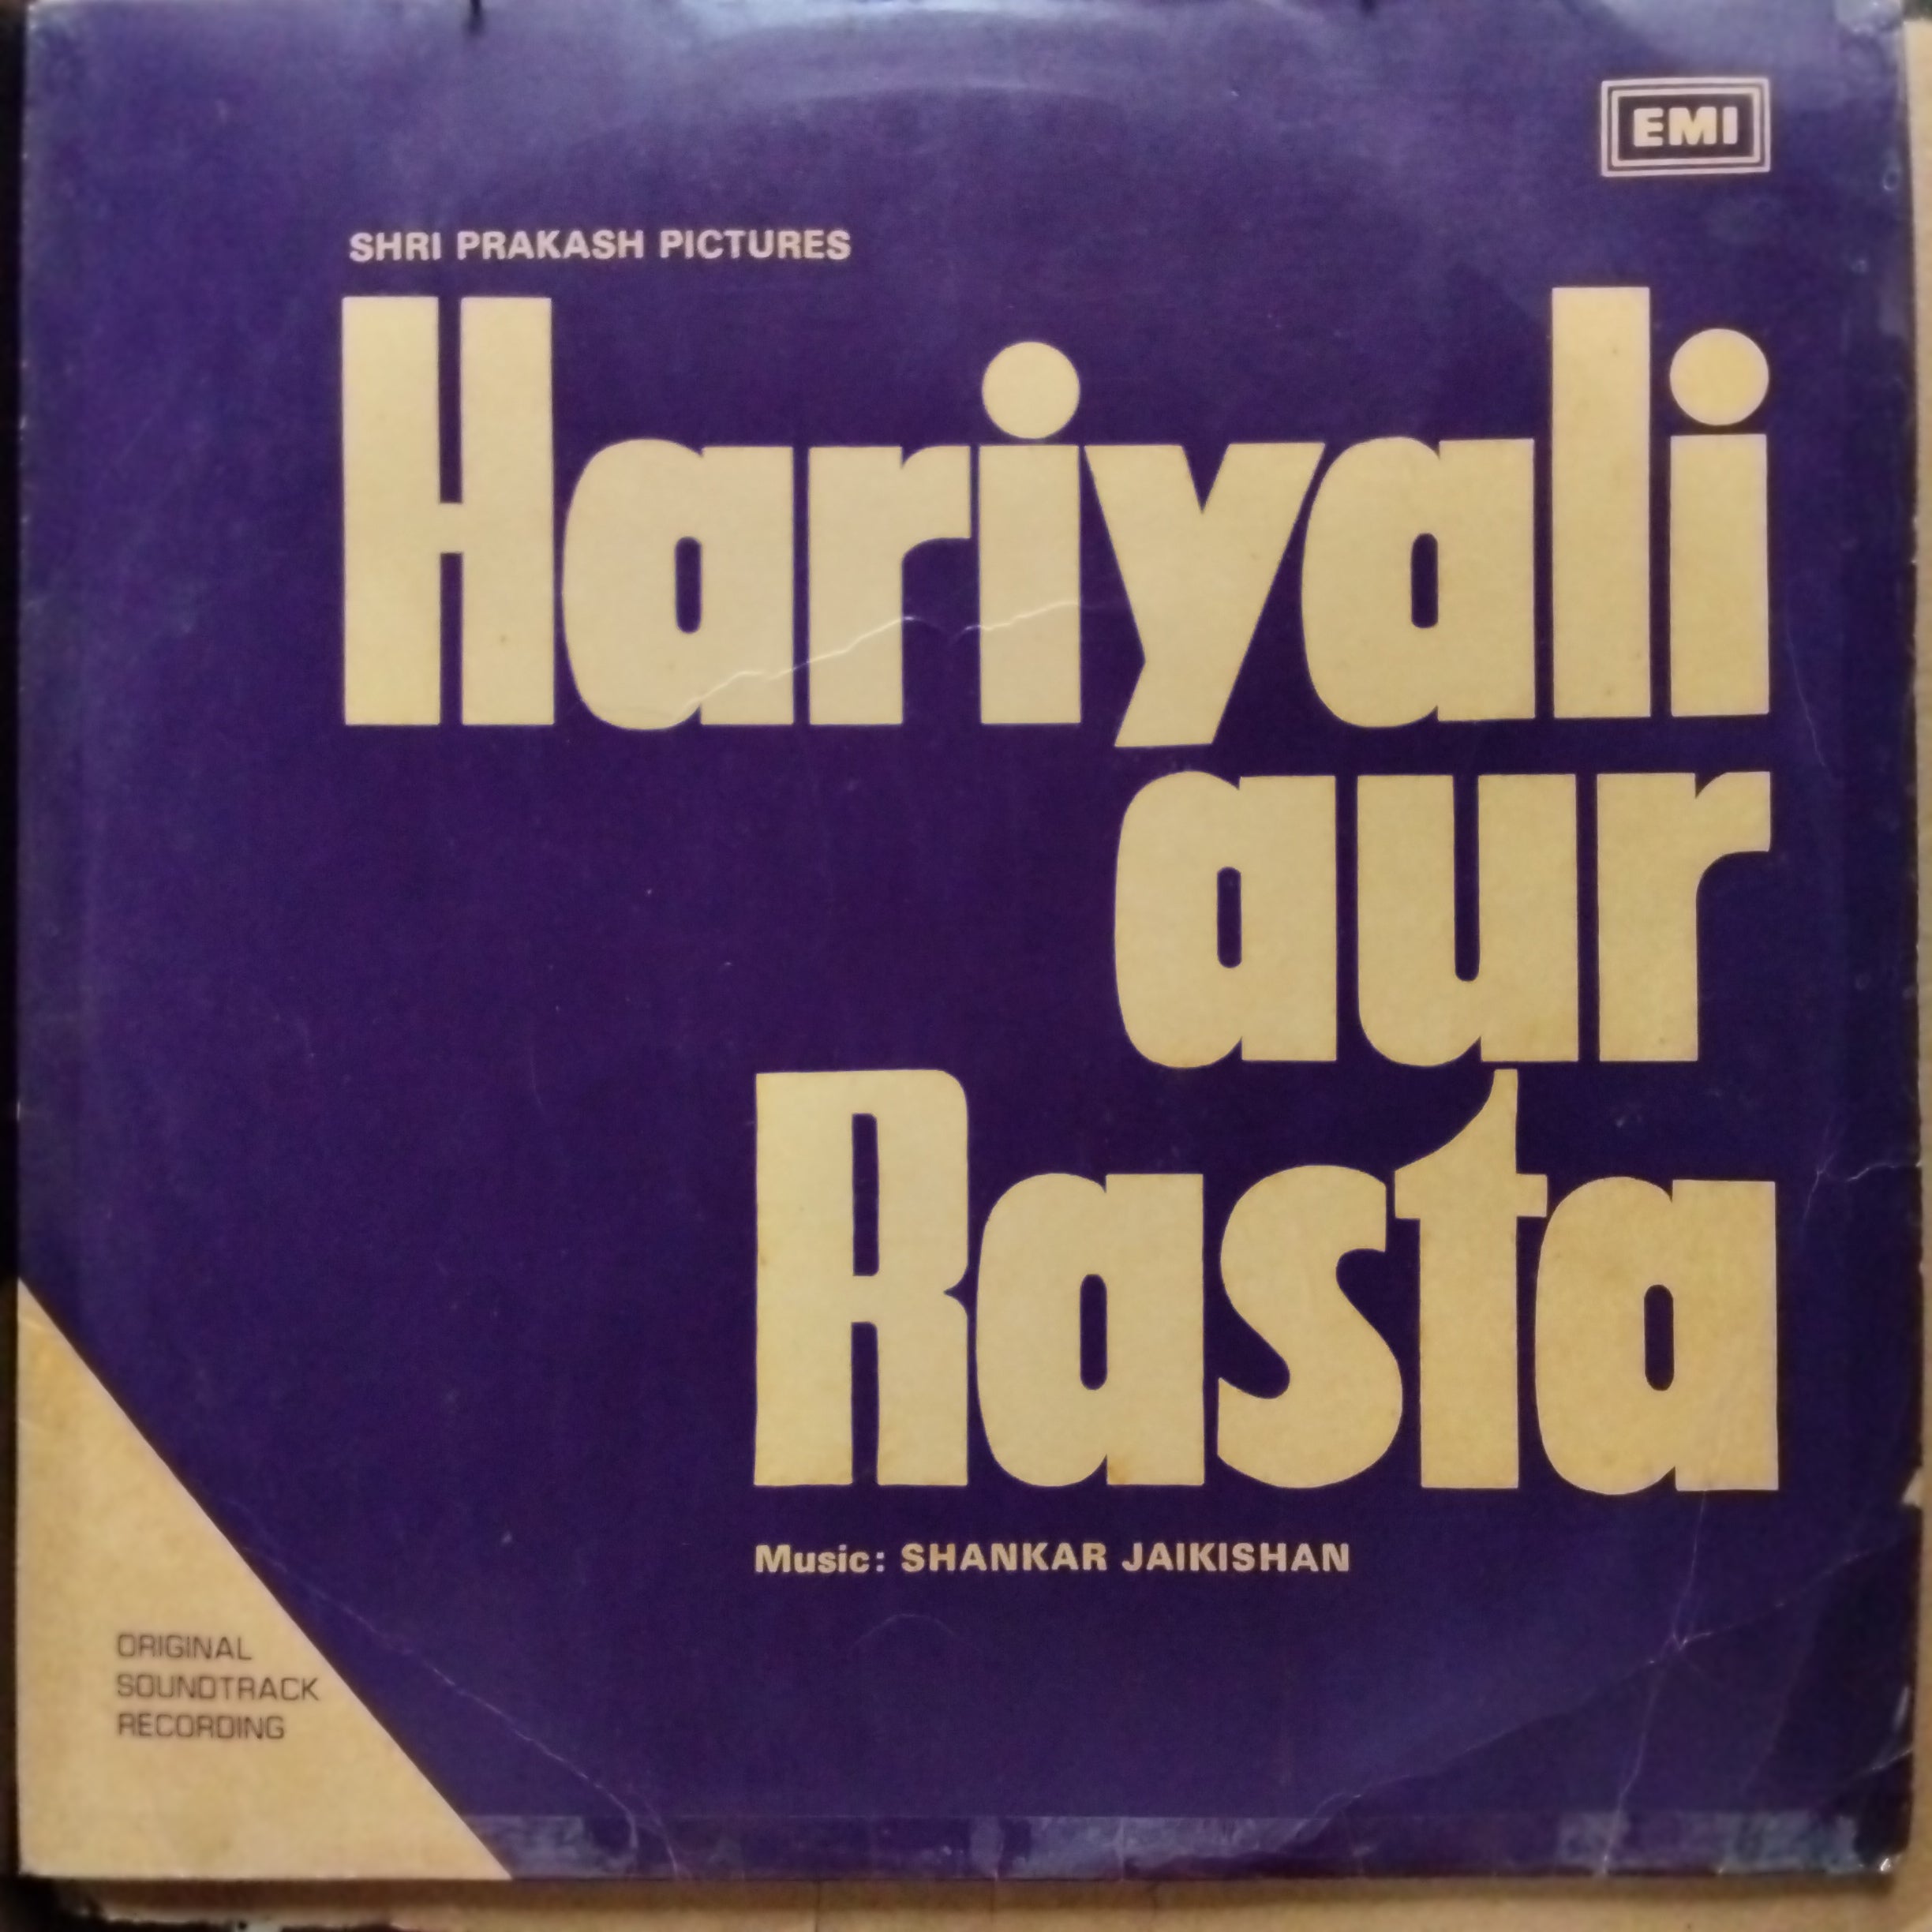 EMI
SHRI PRAKASH PICTURES
Hariyali
aur
Rasta
Music: SHANKAR JAIKISHAN
ORIGINAL
SOUNDTRACK
RECORDING